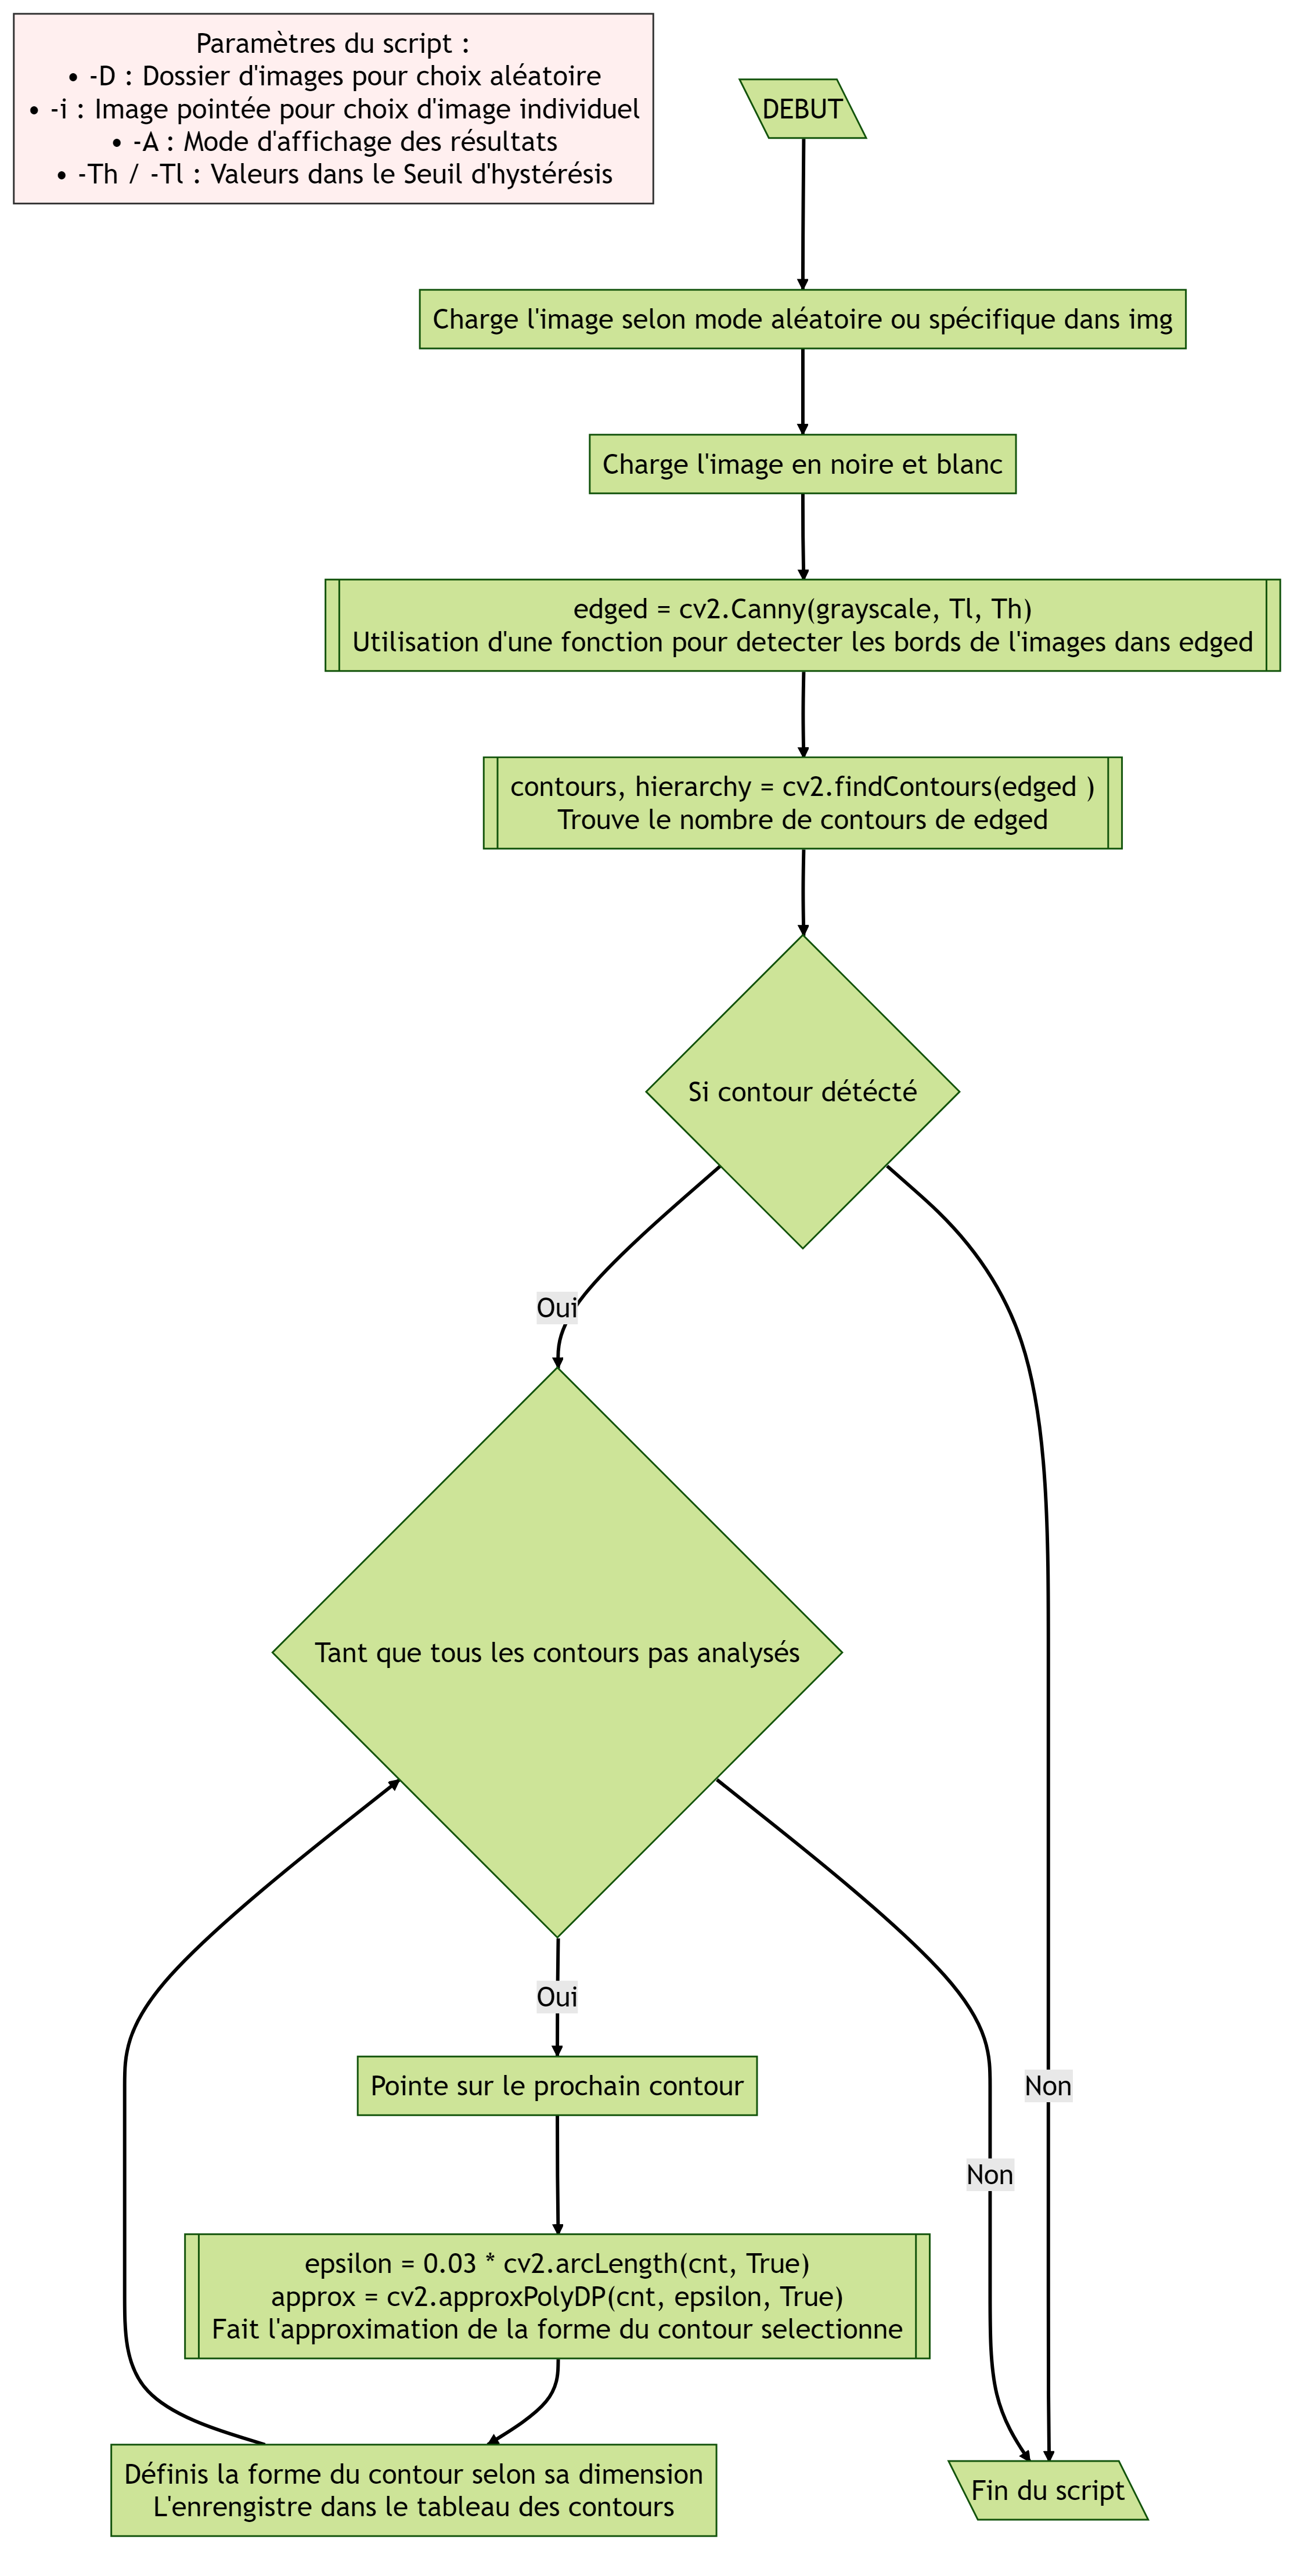 Paramètres du script :
• -D : Dossier d'images pour choix aléatoire
• -i : Image pointée pour choix d'image individuel
• -A : Mode d'affichage des résultats
• -Th / -Tl : Valeurs dans le Seuil d'hystérésis
DEBUT
Charge l'image selon mode aléatoire ou spécifique dans img
Charge l'image en noire et blanc
edged = cv2.Canny(grayscale, Tl, Th)
Utilisation d'une fonction pour detecter les bords de l'images dans edged
contours, hierarchy = cv2.findContours(edged )
Trouve le nombre de contours de edged
Si contour détécté
Oui
Tant que tous les contours pas analysés
Oui
Pointe sur le prochain contour
Non
Non
epsilon = 0.03 * cv2.arcLength(cnt, True)
approx = cv2.approxPolyDP(cnt, epsilon, True)
Fait l'approximation de la forme du contour selectionne
Définis la forme du contour selon sa dimension
L'enrengistre dans le tableau des contours
Fin du script